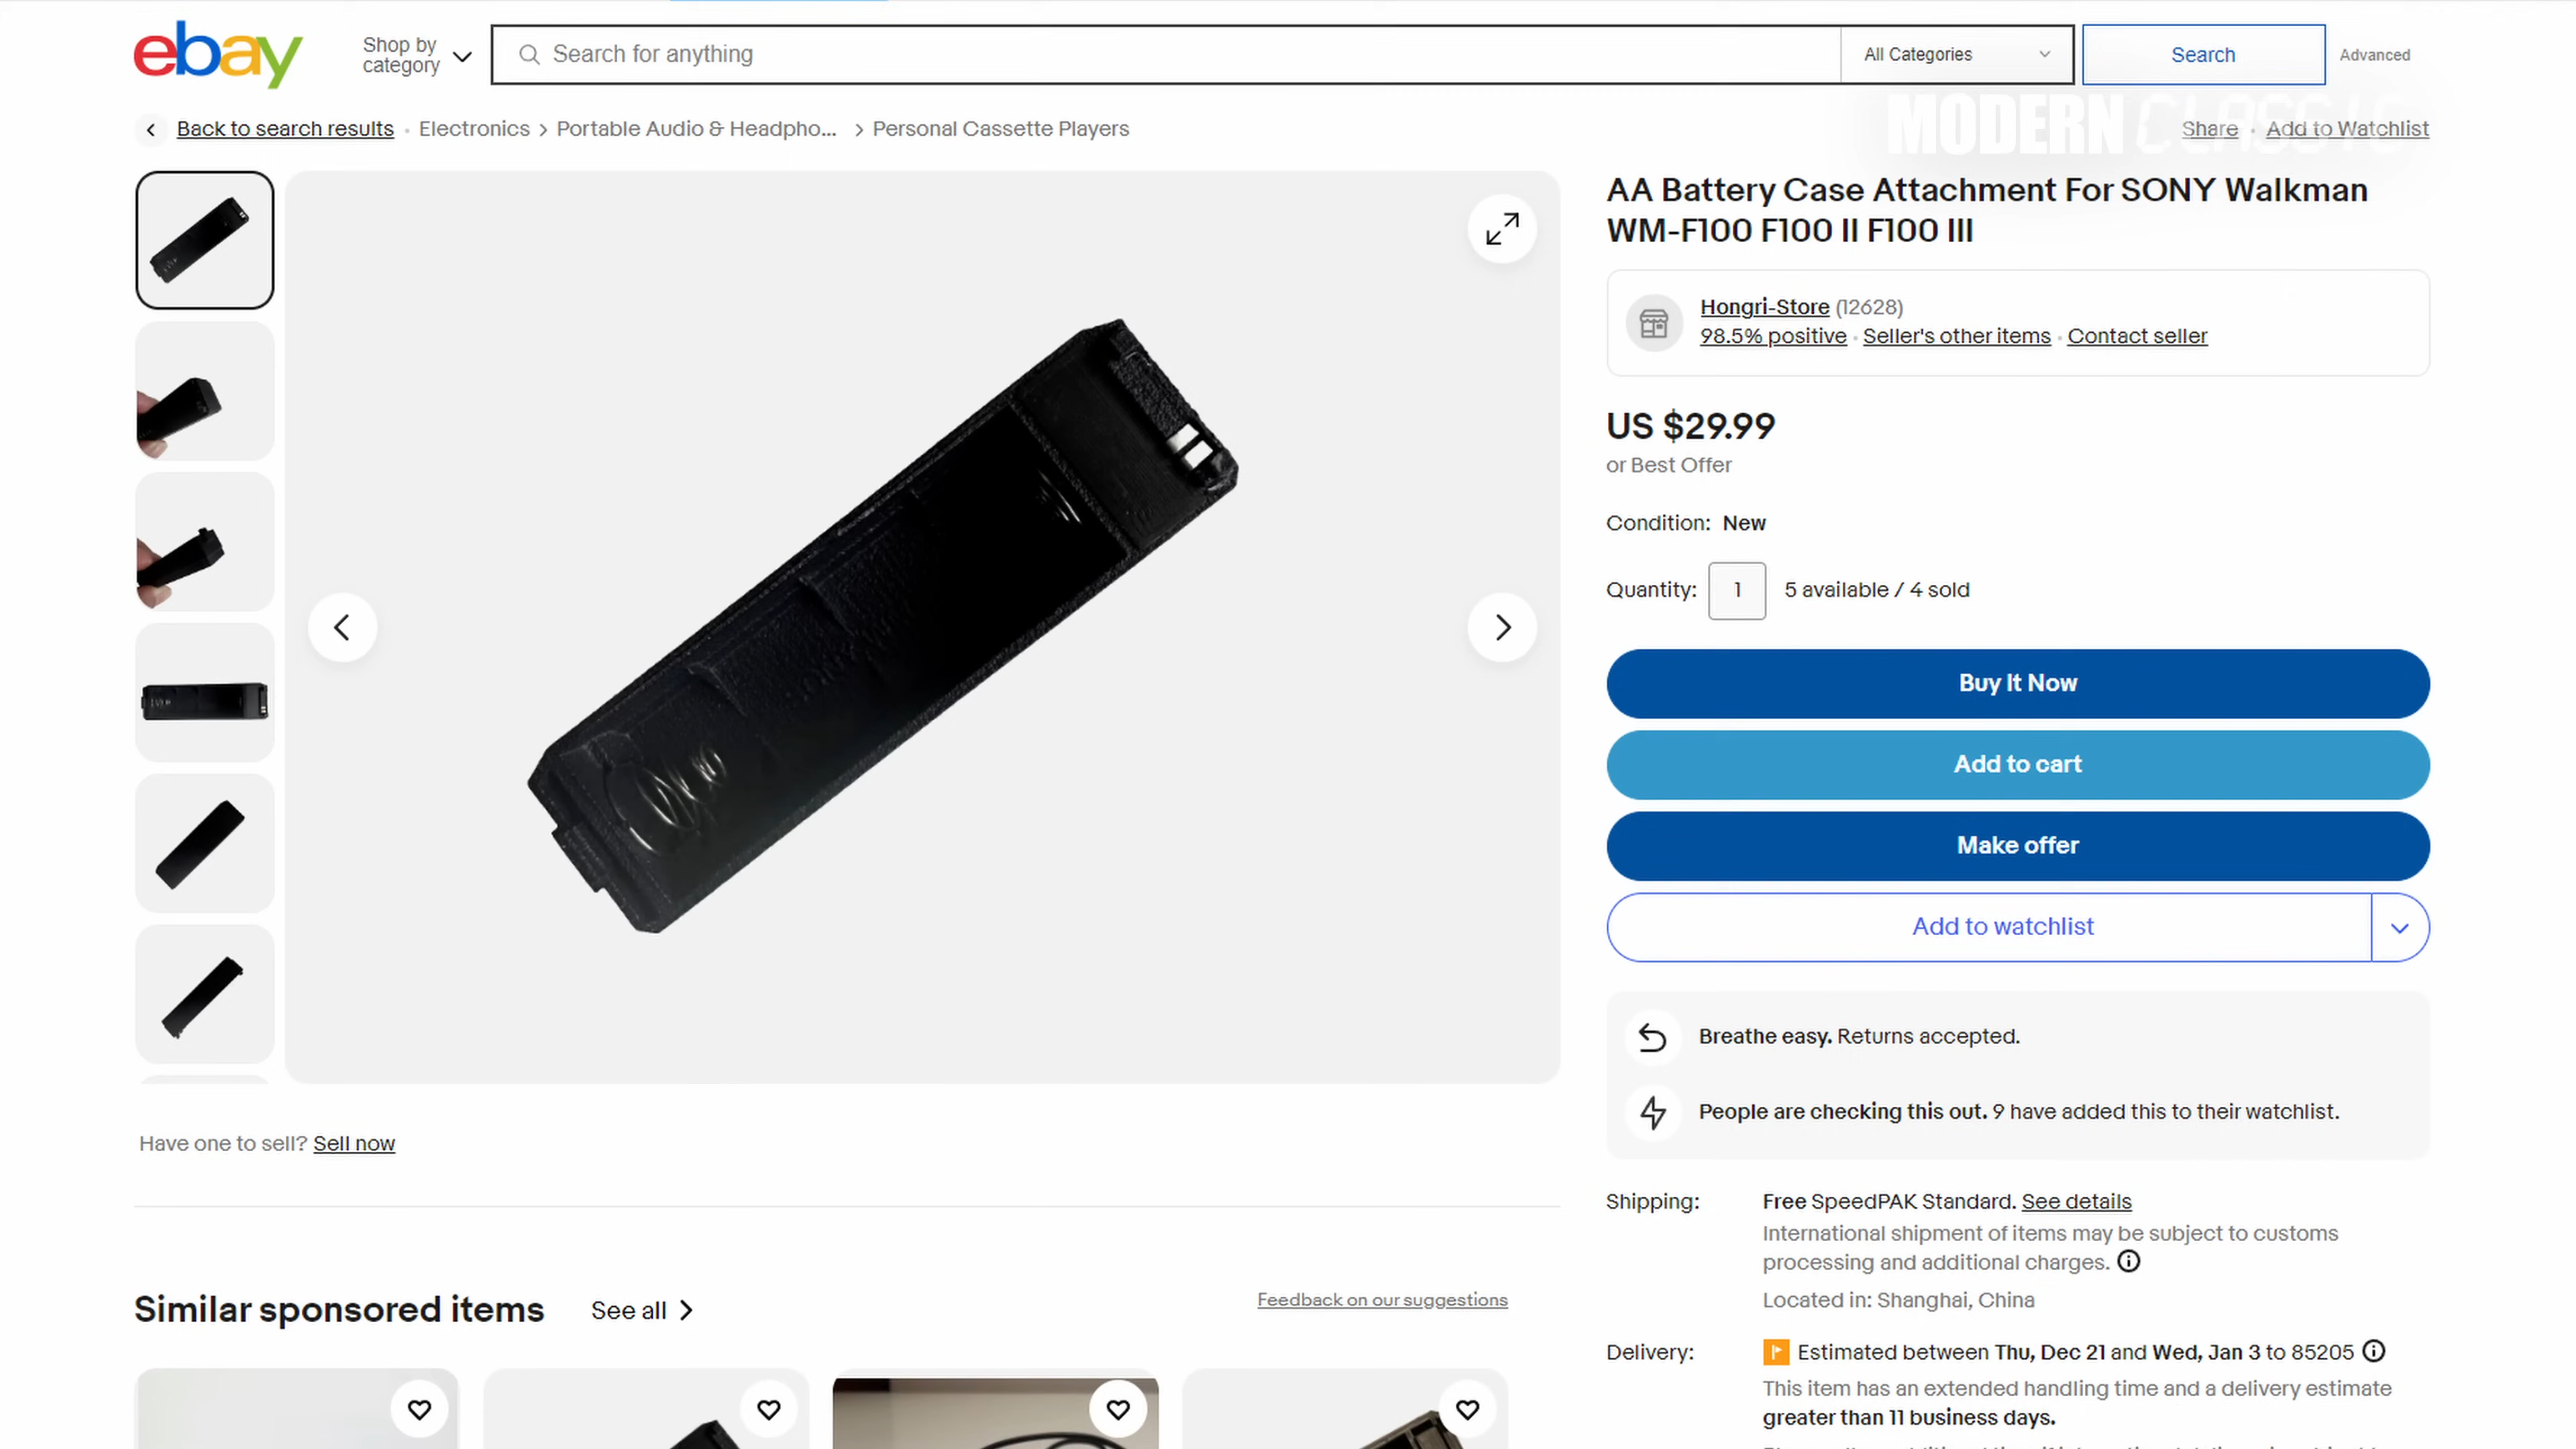 ebay
Shop by category
Search for anything
All Categories
Search
Advanced
MODERN CLASSIC
Back to search results
Electronics
Portable Audio & Headpho...
Personal Cassette Players
Share
Add to Watchlist
AA Battery Case Attachment For SONY Walkman
WM-F100 F100 II F100 III
Hongri-Store (12628)
98.5% positive · Seller's other items · Contact seller
US $29.99
or Best Offer
Condition: New
Quantity: 1 5 available / 4 sold
Buy It Now
Add to cart
Make offer
Add to watchlist
Breathe easy. Returns accepted.
People are checking this out. 9 have added this to their watchlist.
Have one to sell? Sell now
Shipping: Free SpeedPAK Standard. See details
International shipment of items may be subject to customs
processing and additional charges.
Located in: Shanghai, China
Similar sponsored items
See all
Feedback on our suggestions
Delivery: Estimated between Thu, Dec 21 and Wed, Jan 3 to 85205
This item has an extended handling time and a delivery estimate
greater than 11 business days.